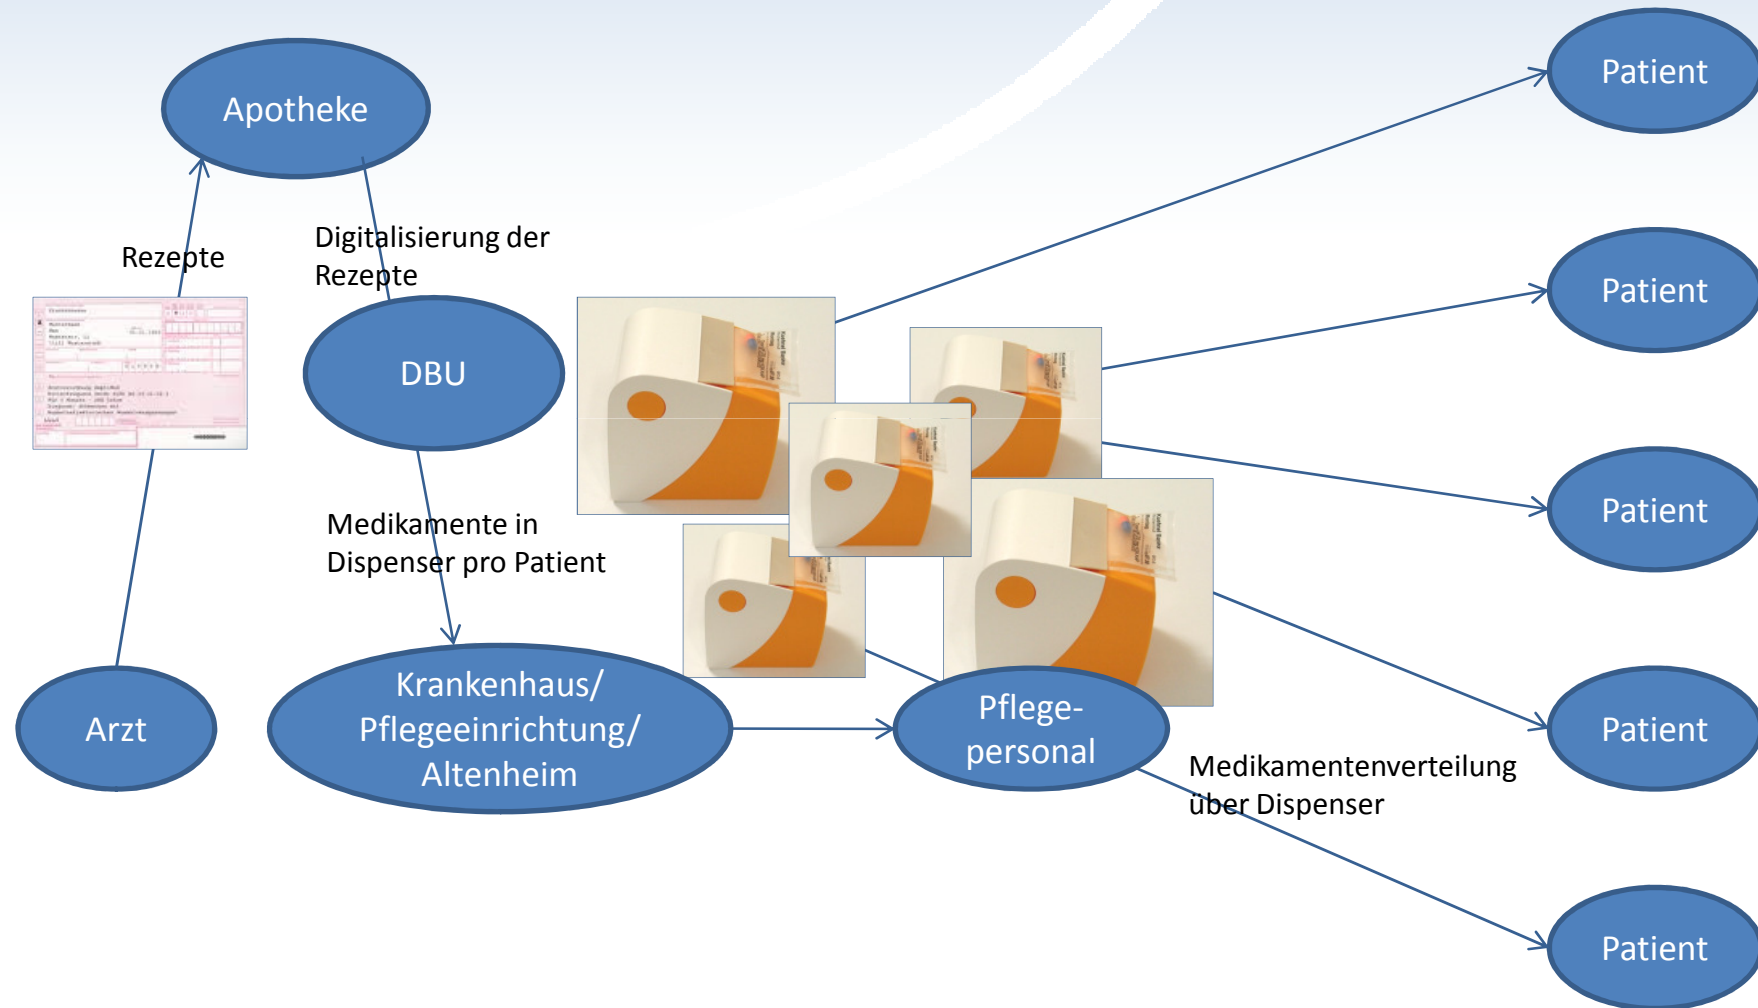 Apotheke
Rezepte
Digitalisierung der
Rezepte
DBU
Medikamente in
Dispenser pro Patient
Arzt
Krankenhaus/
Pflegeeinrichtung/
Altenheim
Pflege-
personal
Medikamentenverteilung
über Dispenser
Patient
Patient
Patient
Patient
Patient